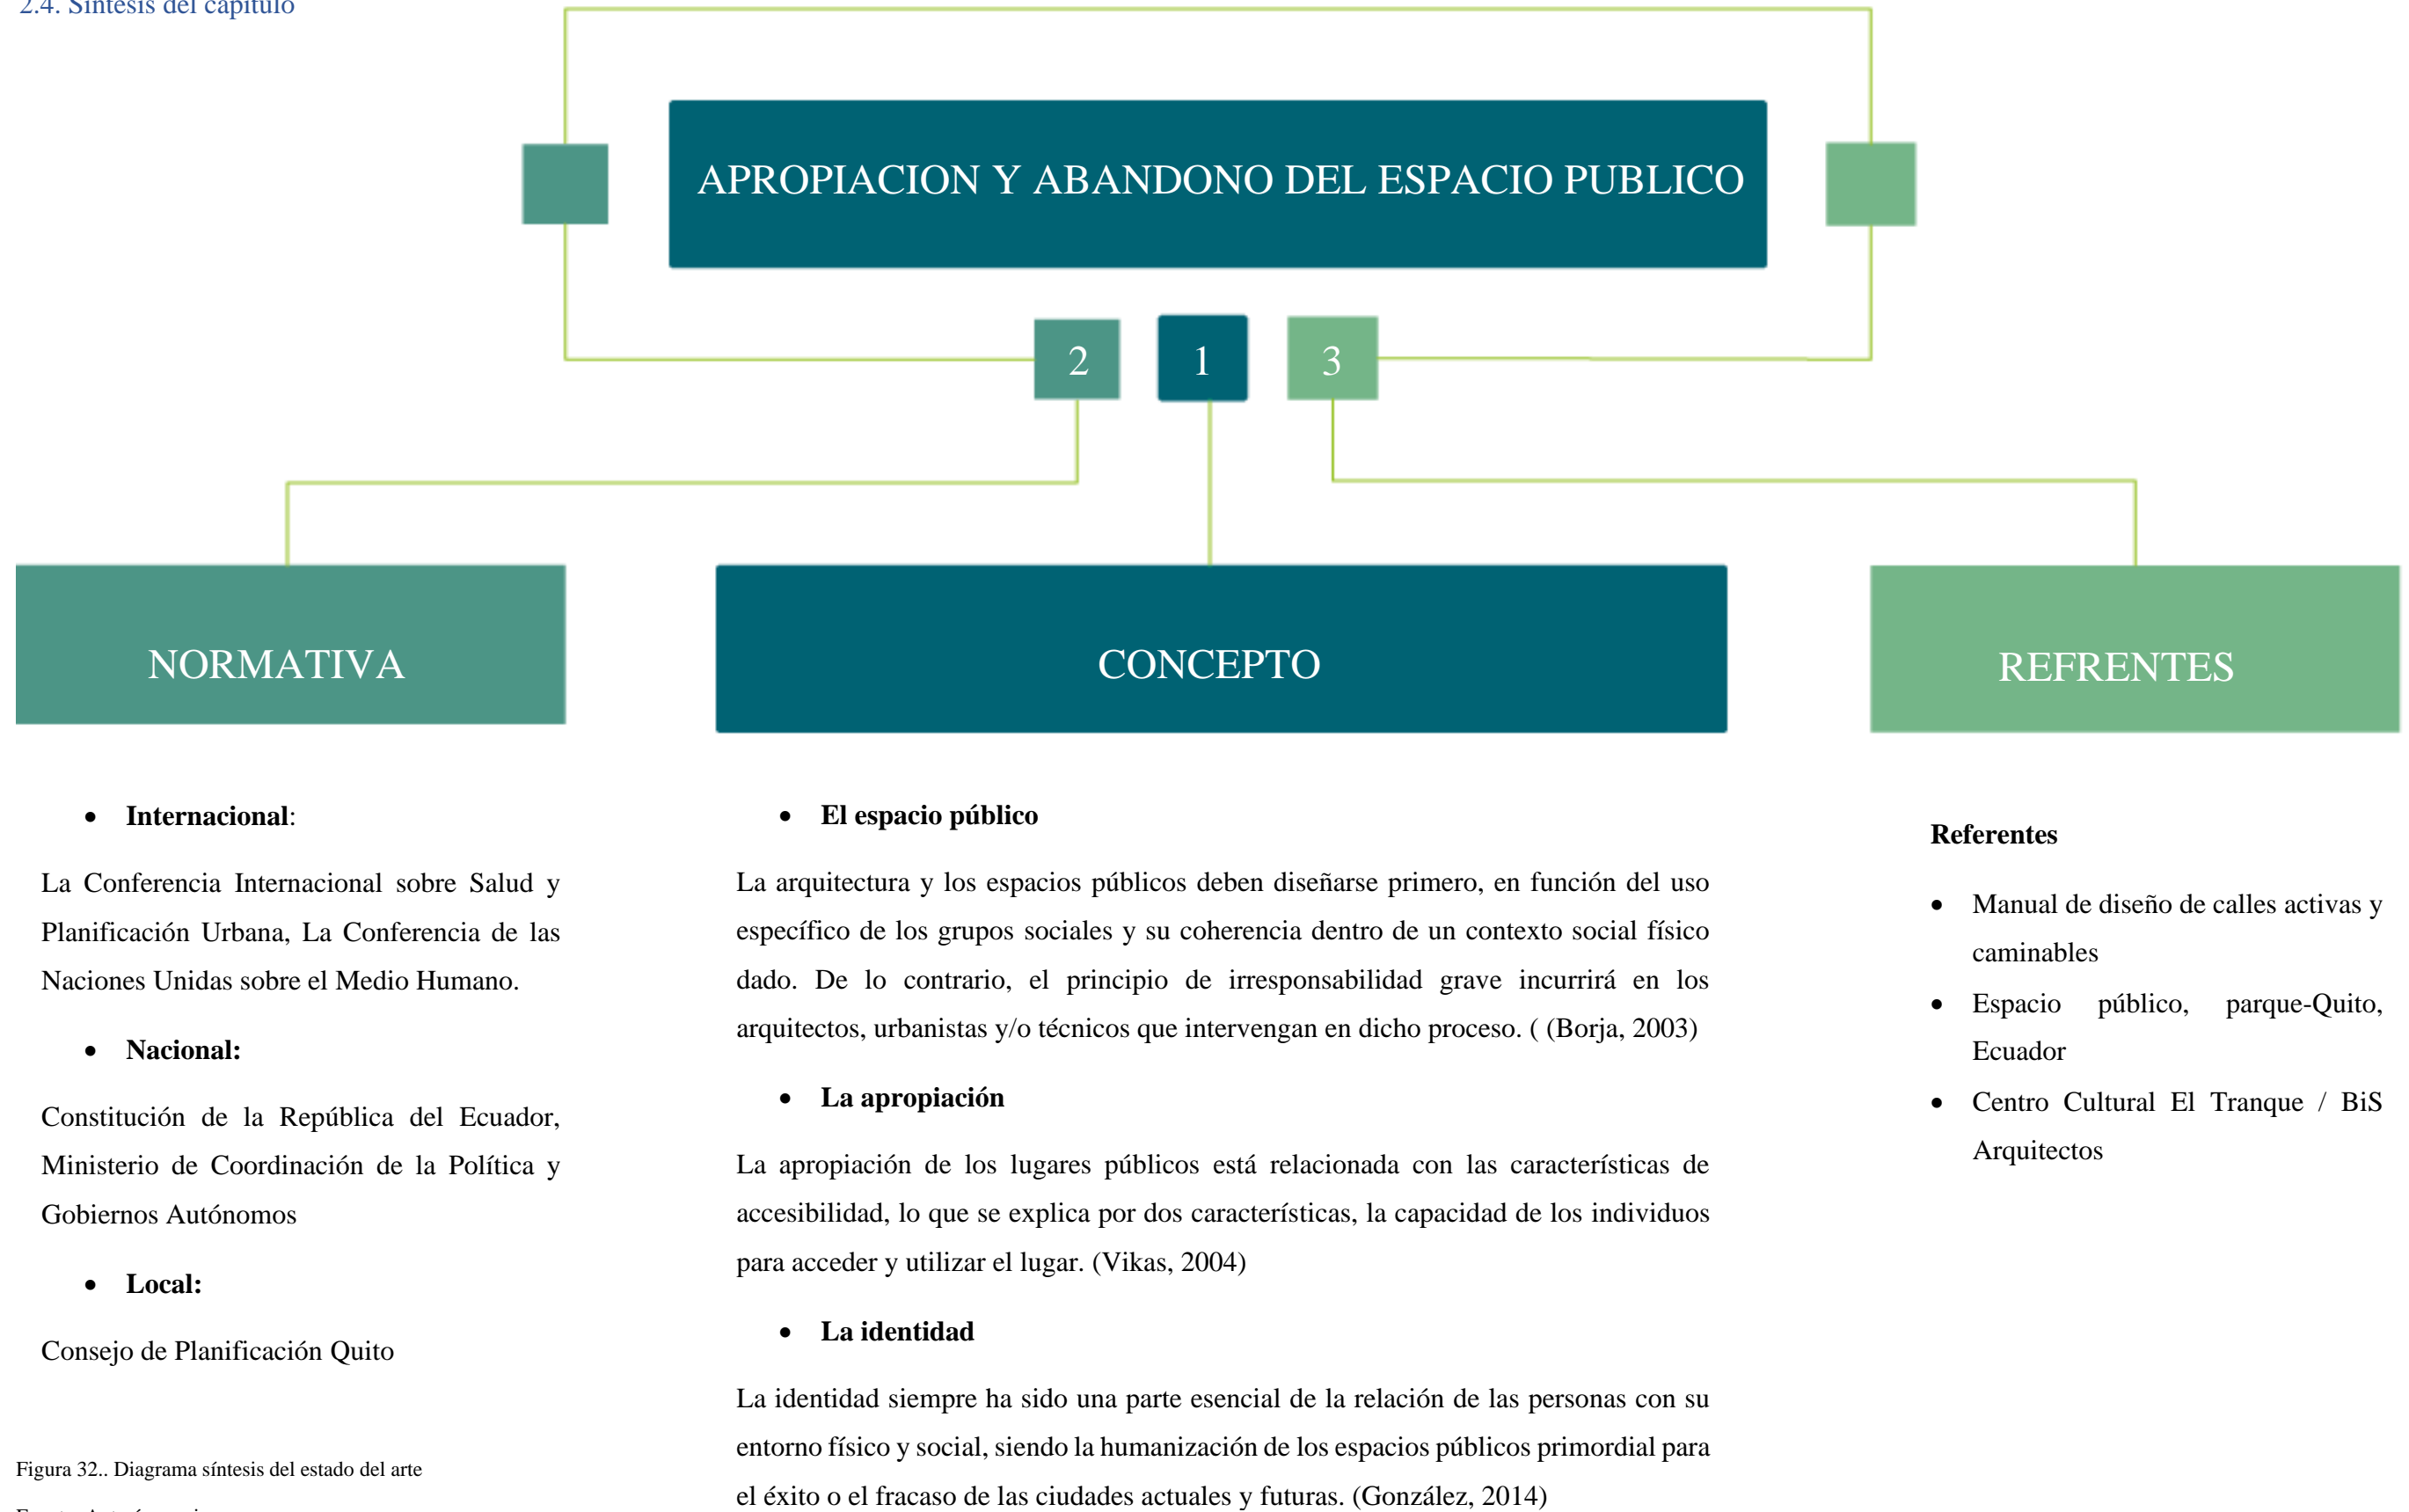 2.4. Síntesis del capítulo
APROPIACION Y ABANDONO DEL ESPACIO PUBLICO
2
1
3
NORMATIVA
CONCEPTO
REFRENTES
• Internacional:
La Conferencia Internacional sobre Salud y
Planificación Urbana, La Conferencia de las
Naciones Unidas sobre el Medio Humano.
• Nacional:
Constitución de la República del Ecuador,
Ministerio de Coordinación de la Política y
Gobiernos Autónomos
• Local:
Consejo de Planificación Quito
• El espacio público
La arquitectura y los espacios públicos deben diseñarse primero, en función del uso
específico de los grupos sociales y su coherencia dentro de un contexto social físico
dado. De lo contrario, el principio de irresponsabilidad grave incurrirá en los
arquitectos, urbanistas y/o técnicos que intervengan en dicho proceso. ( (Borja, 2003)
• La apropiación
La apropiación de los lugares públicos está relacionada con las características de
accesibilidad, lo que se explica por dos características, la capacidad de los individuos
para acceder y utilizar el lugar. (Vikas, 2004)
• La identidad
La identidad siempre ha sido una parte esencial de la relación de las personas con su
entorno físico y social, siendo la humanización de los espacios públicos primordial para
el éxito o el fracaso de las ciudades actuales y futuras. (González, 2014)
Referentes
• Manual de diseño de calles activas y
caminables
• Espacio público, parque-Quito,
Ecuador
• Centro Cultural El Tranque / BiS
Arquitectos
Figura 32.. Diagrama síntesis del estado del arte